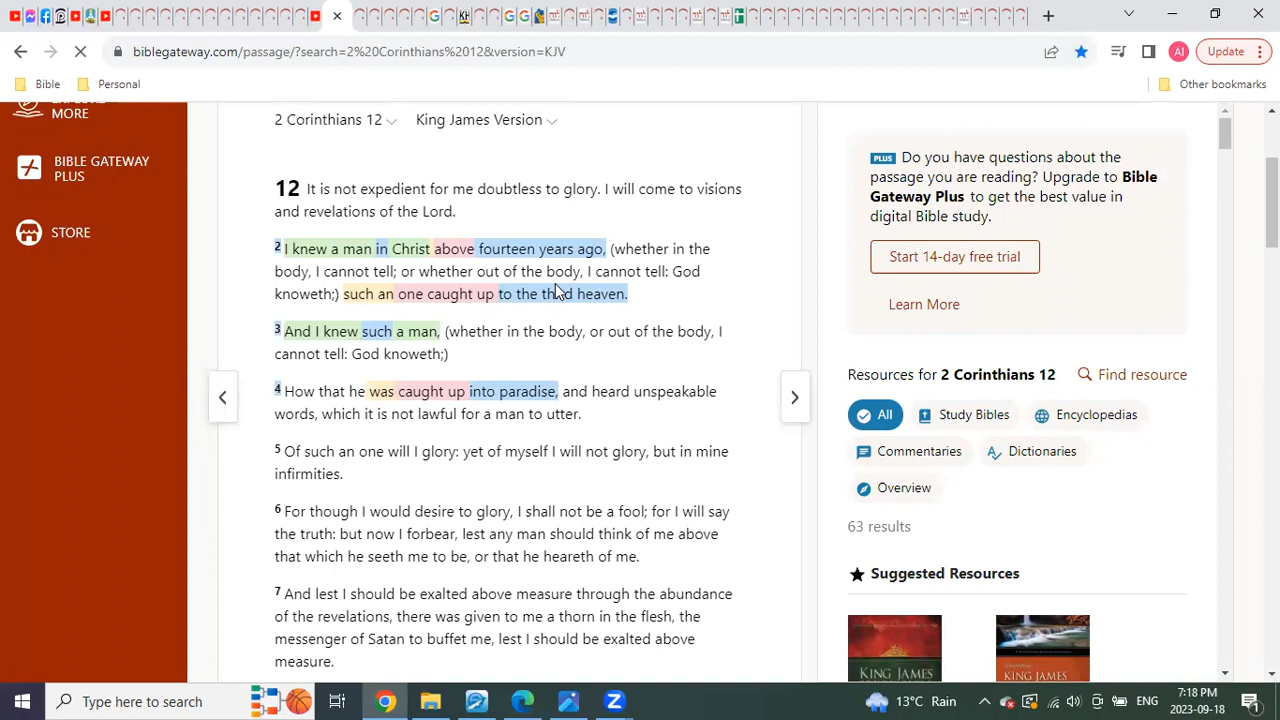 biblegateway.com/passage/?search=2%20Corinthians%2012&version=KJV
AI
Update
Bible
Personal
Other bookmarks
MORE
BIBLE GATEWAY
PLUS
STORE
2 Corinthians 12
King James Version
12 It is not expedient for me doubtless to glory. I will come to visions
and revelations of the Lord.
2 I knew a man in Christ above fourteen years ago, (whether in the
body, I cannot tell; or whether out of the body, I cannot tell: God
knoweth;) such an one caught up to the third heaven.
3 And I knew such a man, (whether in the body, or out of the body, I
cannot tell: God knoweth;)
4 How that he was caught up into paradise, and heard unspeakable
words, which it is not lawful for a man to utter.
5 Of such an one will I glory: yet of myself I will not glory, but in mine
infirmities.
6 For though I would desire to glory, I shall not be a fool; for I will say
the truth: but now I forbear, lest any man should think of me above
that which he seeth me to be, or that he heareth of me.
7 And lest I should be exalted above measure through the abundance
of the revelations, there was given to me a thorn in the flesh, the
messenger of Satan to buffet me, lest I should be exalted above
measure.
PLUS Do you have questions about the
passage you are reading? Upgrade to Bible
Gateway Plus to get the best value in
digital Bible study.
Start 14-day free trial
Learn More
Resources for 2 Corinthians 12
Find resource
All
Study Bibles
Encyclopedias
Commentaries
Dictionaries
Overview
63 results
Suggested Resources
KING JAMES
KING JAMES
Type here to search
13°C Rain
ENG
7:18 PM
2023-09-18
1